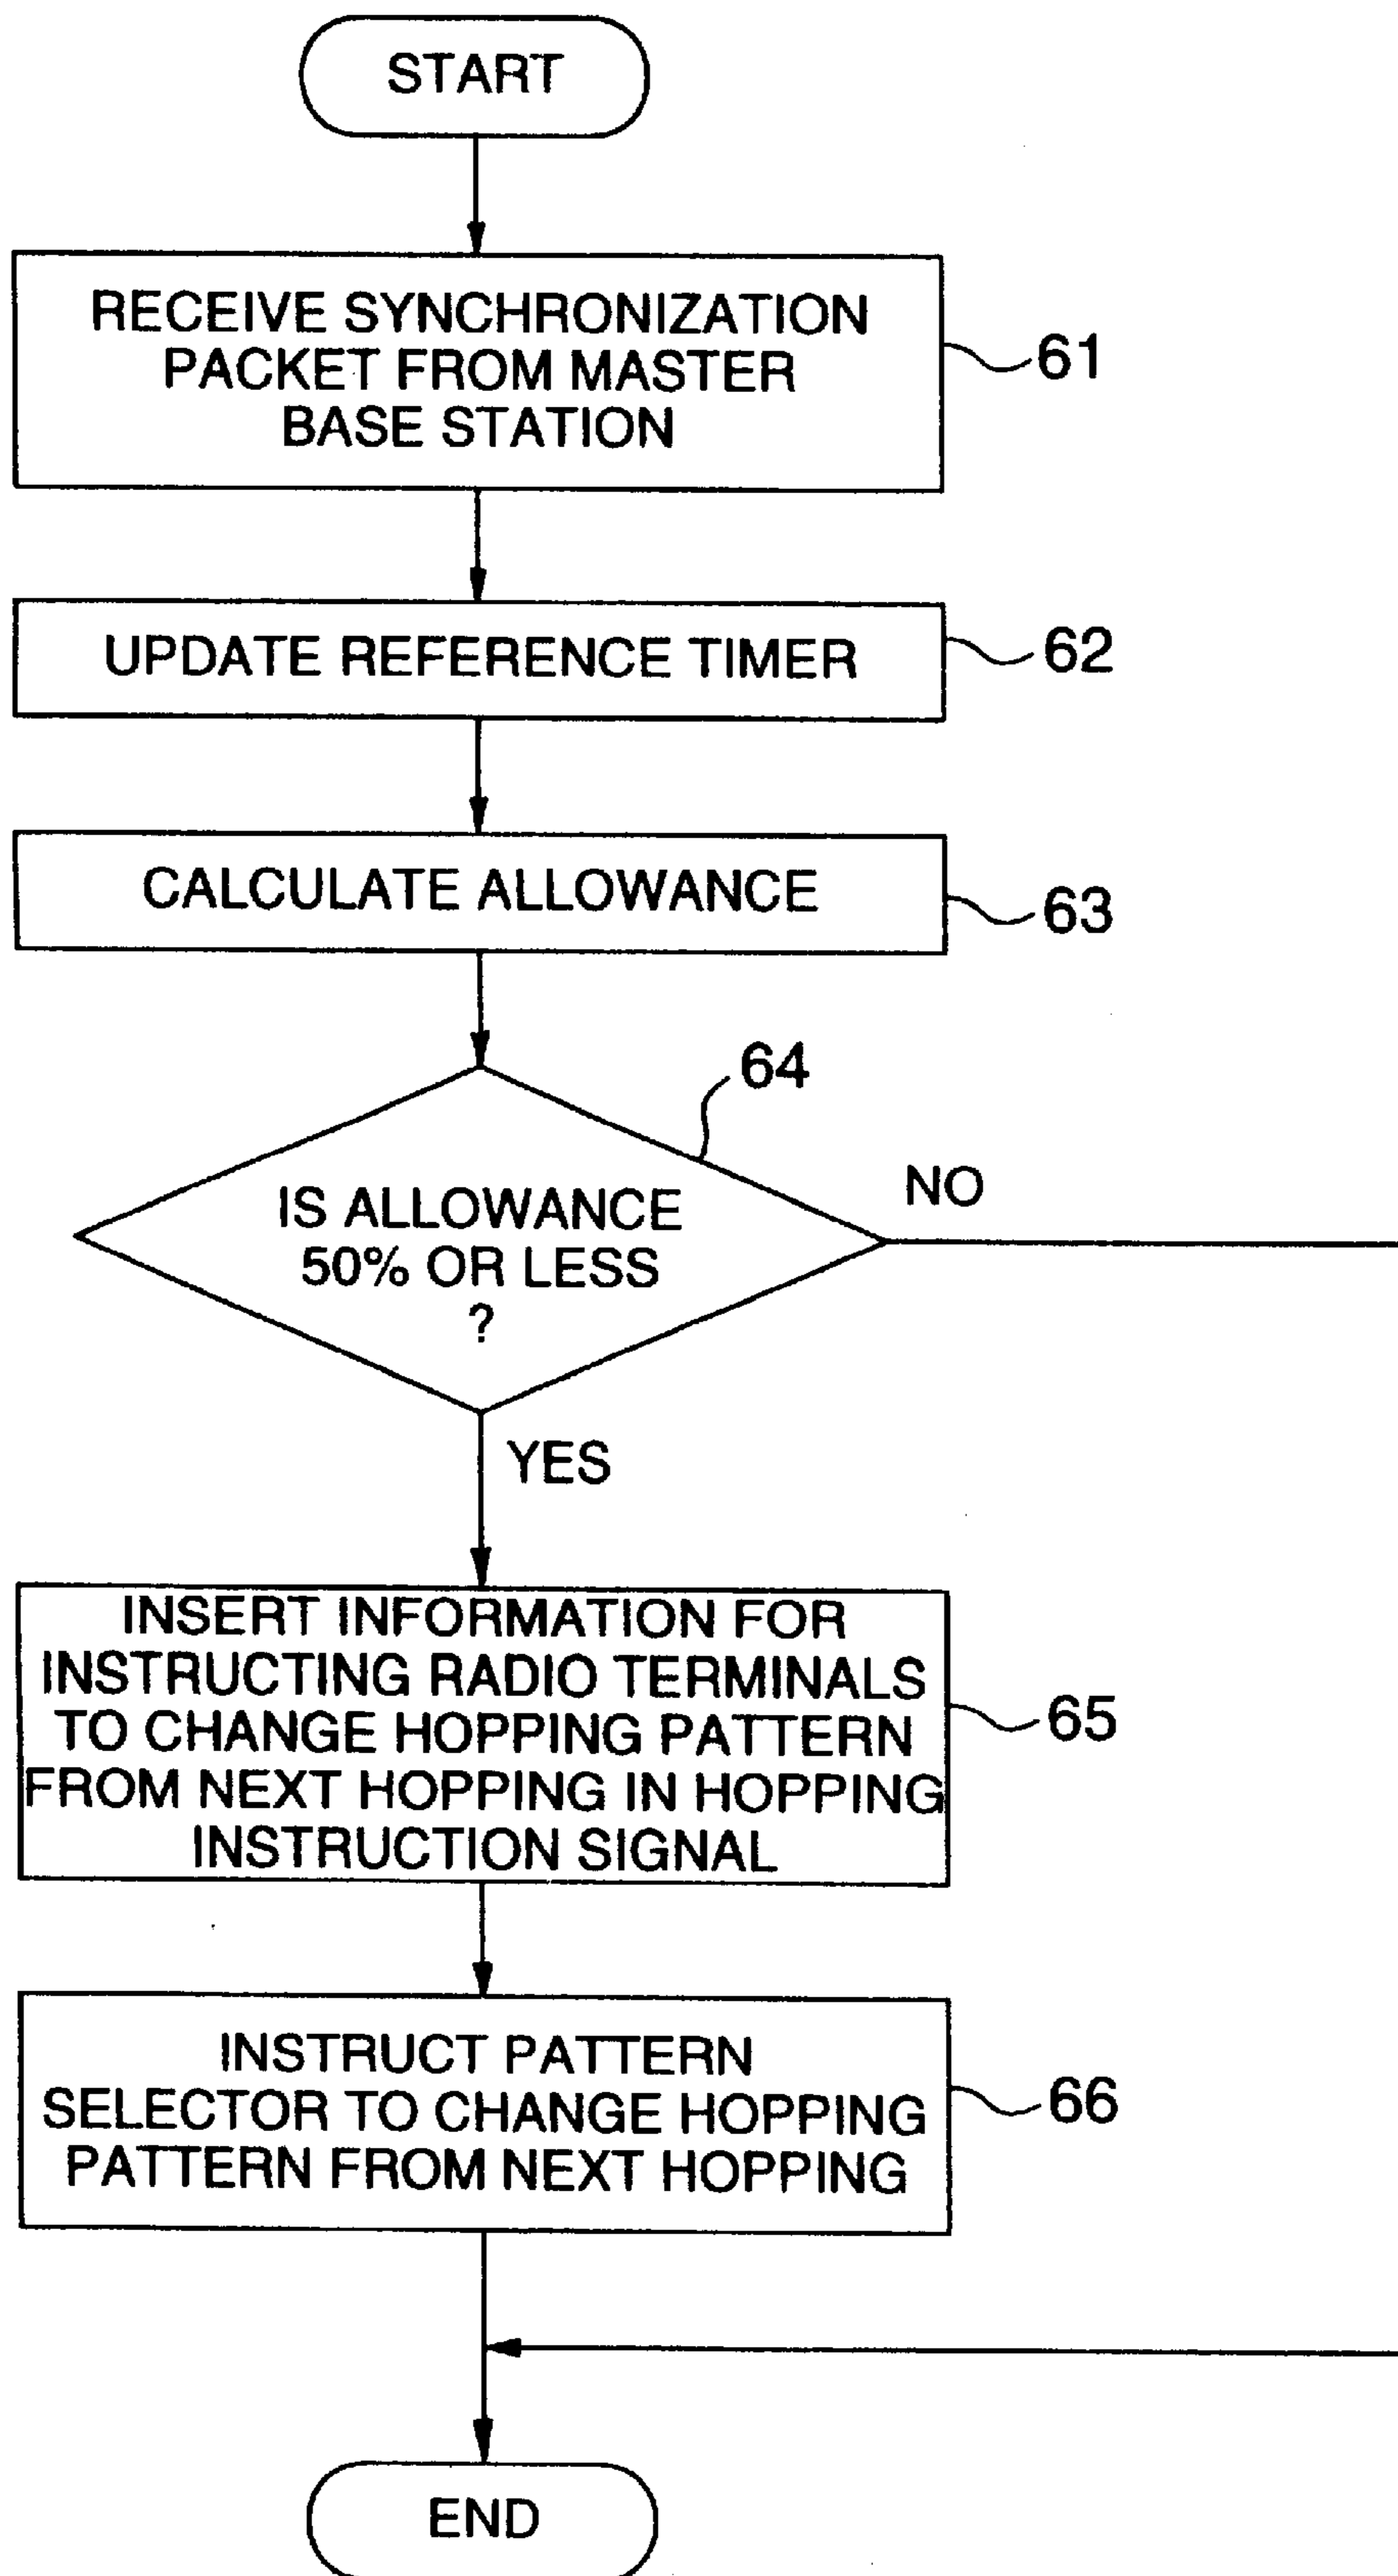 START
RECEIVE SYNCHRONIZATION
PACKET FROM MASTER
BASE STATION
61
UPDATE REFERENCE TIMER
62
CALCULATE ALLOWANCE
63
64
IS ALLOWANCE
50% OR LESS
?
NO
YES
INSERT INFORMATION FOR
INSTRUCTING RADIO TERMINALS
TO CHANGE HOPPING PATTERN
FROM NEXT HOPPING IN HOPPING
INSTRUCTION SIGNAL
65
INSTRUCT PATTERN
SELECTOR TO CHANGE HOPPING
PATTERN FROM NEXT HOPPING
66
END